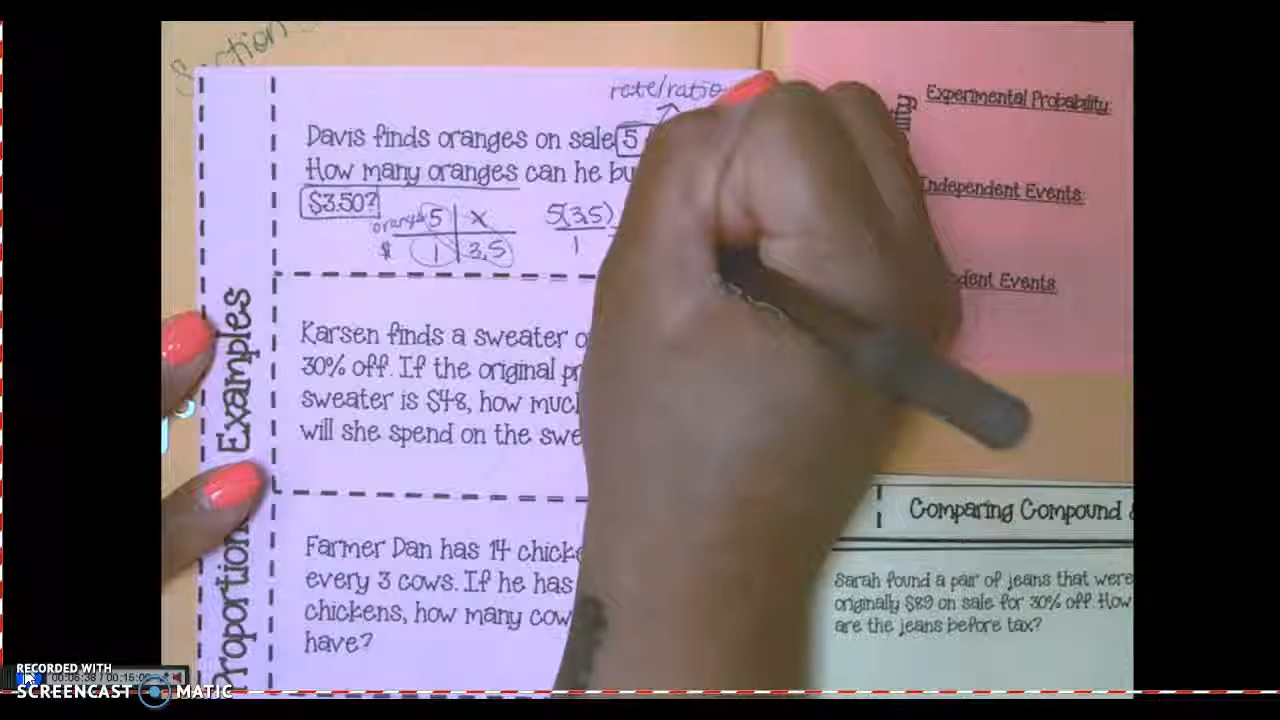 Section
rate/ratio
Davis finds oranges on sale 5
How many oranges can he bu
$3.50?
oranges 5 x
$ 1 3.5
5(3.5)
1
Karsen finds a sweater o
30% off. If the original pr
sweater is $48, how much
will she spend on the swe
Farmer Dan has 14 chicke
every 3 cows. If he has
chickens, how many cow
have?
Proportion Examples
Experimental Probability:
Independent Events:
dent Events
Comparing Compound
Sarah found a pair of jeans that were
originally $89 on sale for 30% off. How
are the jeans before tax?
RECORDED WITH
SCREENCAST MATIC